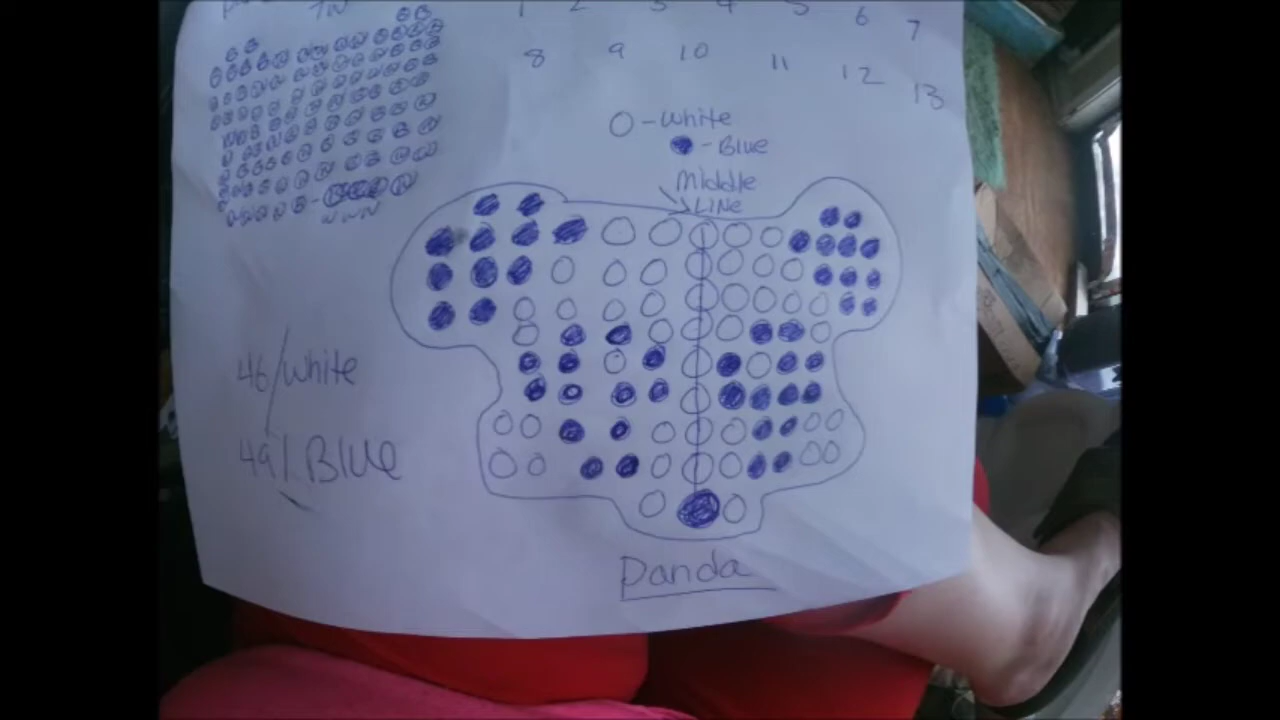 1 2 3 4 5 6 7
8 9 10 11 12 13
O - White
- Blue
Middle
LINE
46/White
49/Blue
Panda